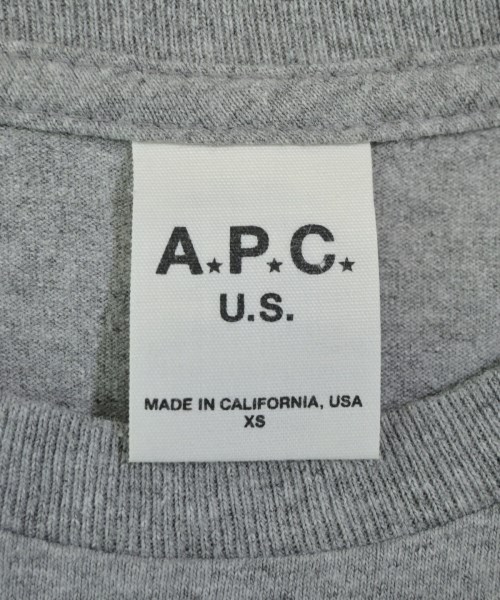 A★P★C★
U.S.
MADE IN CALIFORNIA, USA
XS